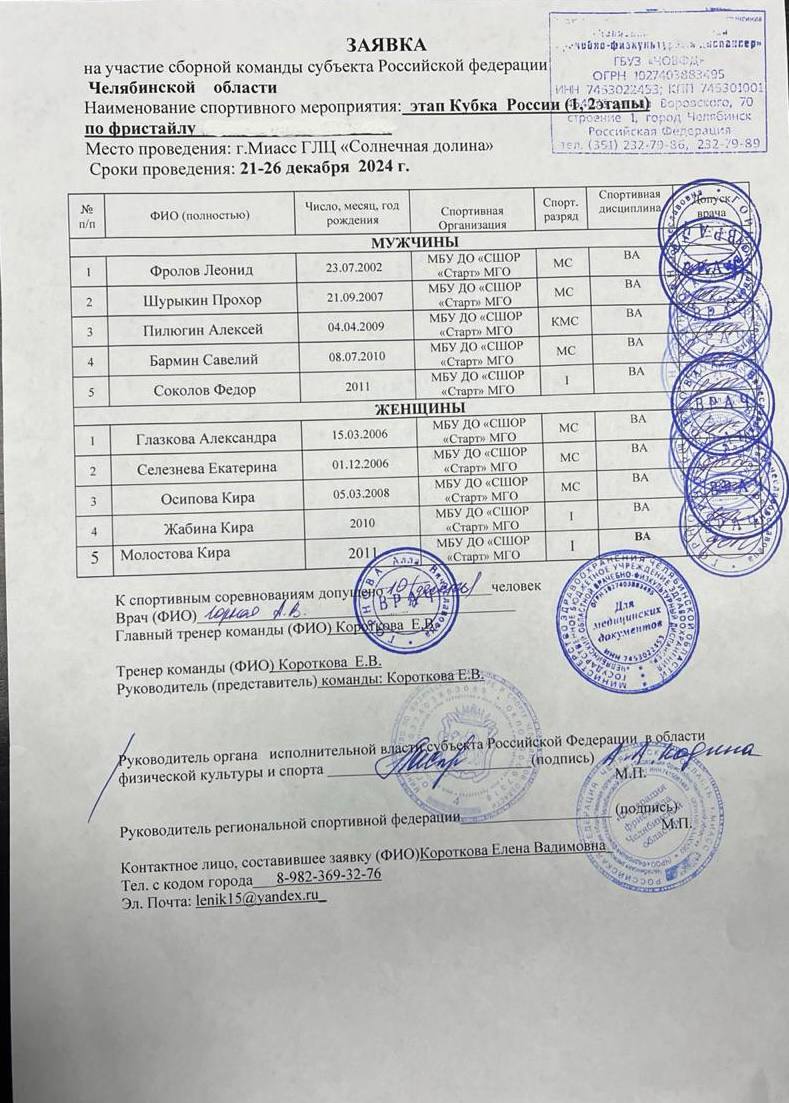 ЗАЯВКА
на участие сборной команды субъекта Российской федерации
Челябинской области
Наименование спортивного мероприятия: этап Кубка России (1, 2этапы)
по фристайлу
Место проведения: г.Миасс ГЛЦ «Солнечная долина»
Сроки проведения: 21-26 декабря 2024 г.
ГБУЗ «ЧОВФД»
ОГРН 1027403883495
ИНН 7453022453; КПП 745301001
Воровского, 70
строение 1, город Челябинск
Российская Федерация
тел. (351) 232-79-86, 232-79-89
№ п/п ФИО (полностью) Число, месяц, год рождения Спортивная Организация Спорт. разряд Спортивная дисциплина Допуск врача
МУЖЧИНЫ
1 Фролов Леонид 23.07.2002 МБУ ДО «СШОР «Старт» МГО МС ВА
2 Шурыкин Прохор 21.09.2007 МБУ ДО «СШОР «Старт» МГО МС ВА
3 Пилюгин Алексей 04.04.2009 МБУ ДО «СШОР «Старт» МГО КМС ВА
4 Бармин Савелий 08.07.2010 МБУ ДО «СШОР «Старт» МГО МС ВА
5 Соколов Федор 2011 МБУ ДО «СШОР «Старт» МГО I ВА
ЖЕНЩИНЫ
1 Глазкова Александра 15.03.2006 МБУ ДО «СШОР «Старт» МГО МС ВА
2 Селезнева Екатерина 01.12.2006 МБУ ДО «СШОР «Старт» МГО МС ВА
3 Осипова Кира 05.03.2008 МБУ ДО «СШОР «Старт» МГО МС ВА
4 Жабина Кира 2010 МБУ ДО «СШОР «Старт» МГО I ВА
5 Молостова Кира 2011 МБУ ДО «СШОР «Старт» МГО I ВА
К спортивным соревнованиям допущено 10 (десять) человек
Врач (ФИО)
Главный тренер команды (ФИО) Короткова Е.В.
ВРАЧ
Для
медицинских
документов
Тренер команды (ФИО) Короткова Е.В.
Руководитель (представитель) команды: Короткова Е.В.
Руководитель органа исполнительной власти субъекта Российской Федерации в области
физической культуры и спорта (подпись)
М.П.
Руководитель региональной спортивной федерации (подпись)
М.П.
Контактное лицо, составившее заявку (ФИО)Короткова Елена Вадимовна
Тел. с кодом города 8-982-369-32-76
Эл. Почта: lenik15@yandex.ru